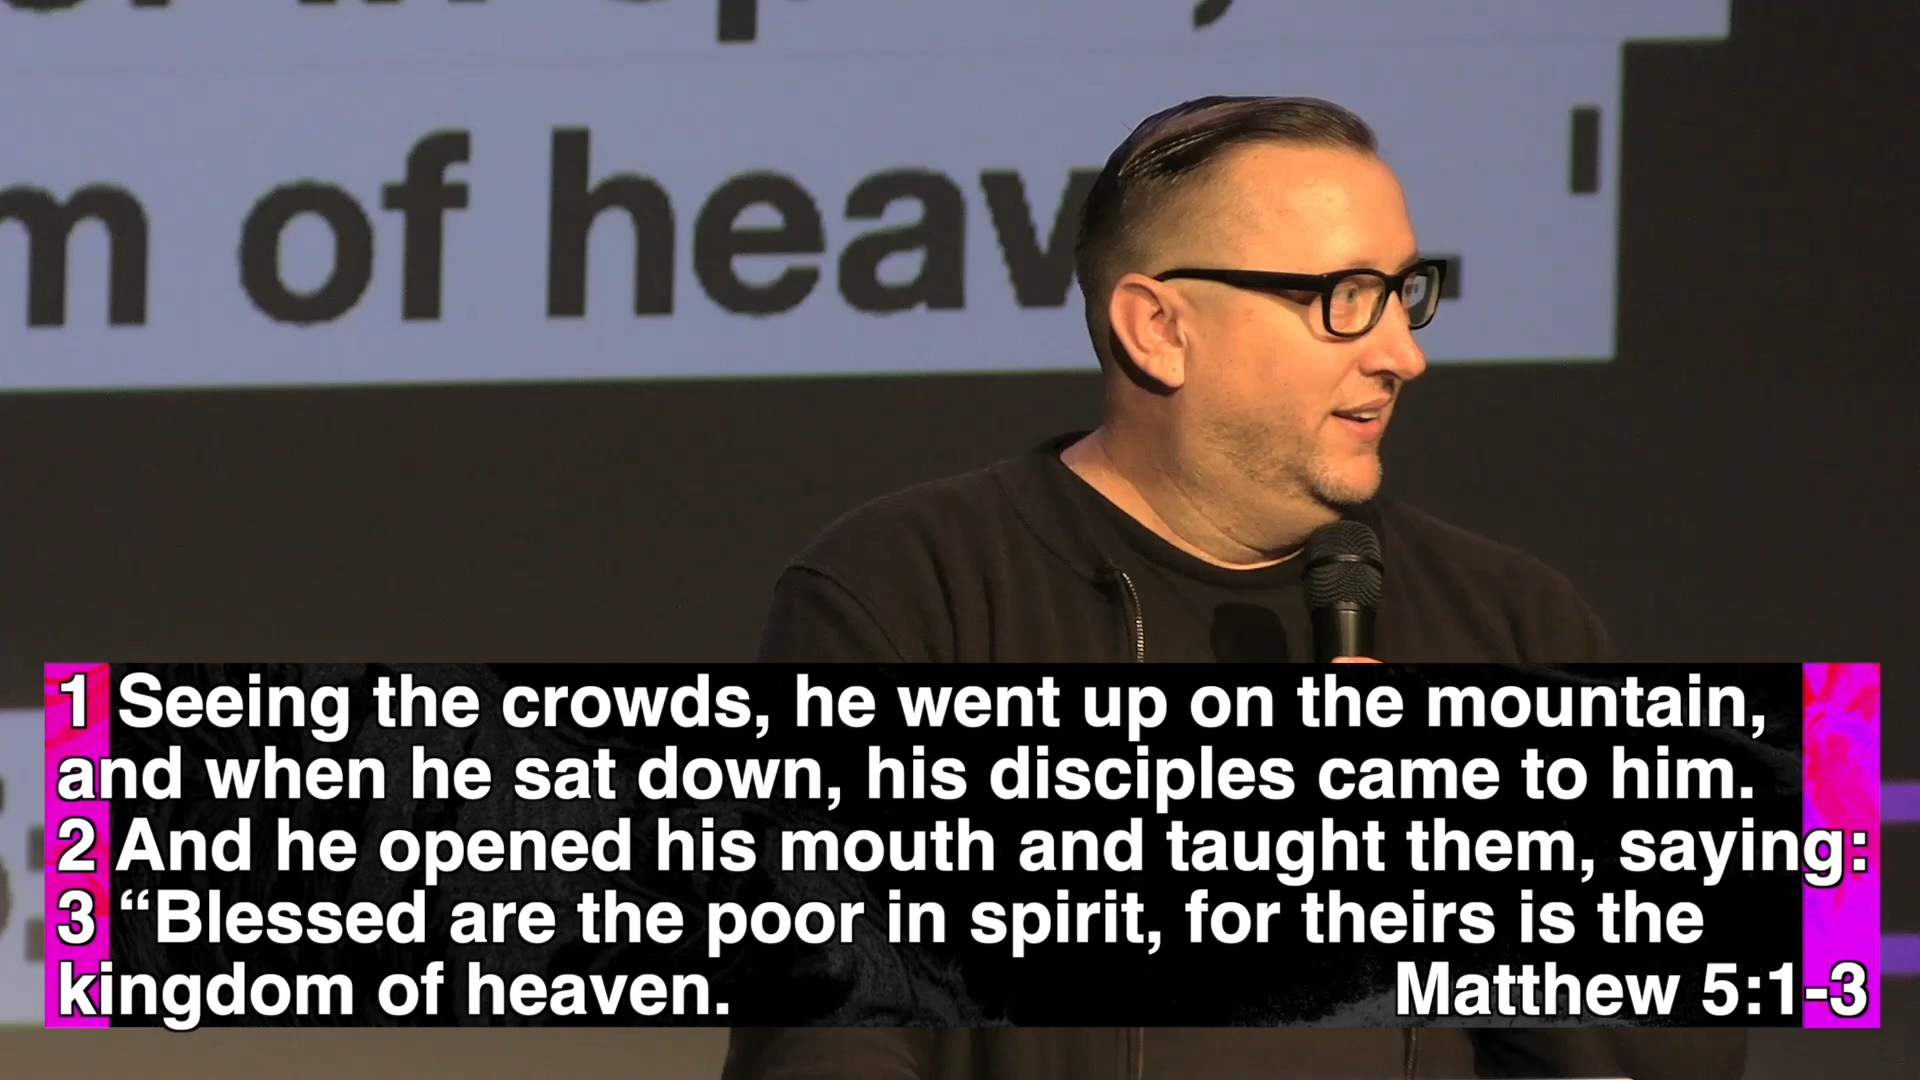 m of heav . '
1 Seeing the crowds, he went up on the mountain,
and when he sat down, his disciples came to him.
2 And he opened his mouth and taught them, saying:
3 “Blessed are the poor in spirit, for theirs is the
kingdom of heaven.
Matthew 5:1-3